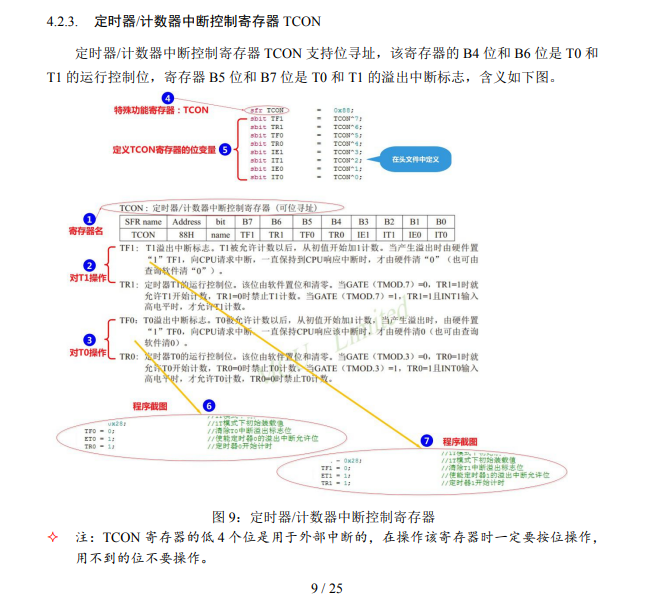 4.2.3. 定时器/计数器中断控制寄存器 TCON
定时器/计数器中断控制寄存器 TCON 支持位寻址，该寄存器的 B4 位和 B6 位是 T0 和
T1 的运行控制位，寄存器 B5 位和 B7 位是 T0 和 T1 的溢出中断标志，含义如下图。
4
特殊功能寄存器：TCON
sfr TCON = 0x88;
sbit TF1 = TCON^7;
sbit TR1 = TCON^6;
sbit TF0 = TCON^5;
sbit TR0 = TCON^4;
sbit IE1 = TCON^3;
sbit IT1 = TCON^2;
sbit IE0 = TCON^1;
sbit IT0 = TCON^0;
定义TCON寄存器的位变量 5
在头文件中定义
TCON：定时器/计数器中断控制寄存器（可位寻址）
1
寄存器名
SFR name Address bit B7 B6 B5 B4 B3 B2 B1 B0
TCON 88H name TF1 TR1 TF0 TR0 IE1 IT1 IE0 IT0
2
对T1操作
TF1：T1溢出中断标志。T1被允许计数以后，从初值开始加1计数。当产生溢出时由硬件置
“1”TF1，向CPU请求中断，一直保持到CPU响应中断时，才由硬件清“0”（也可由
查询软件清“0”）。
TR1：定时器T1的运行控制位。该位由软件置位和清零。当GATE（TMOD.7）=0，TR1=1时就
允许T1开始计数，TR1=0时禁止T1计数。当GATE（TMOD.7）=1，TR1=1且INT1输入
高电平时，才允许T1计数。
3
对T0操作
TF0：T0溢出中断标志。T0被允许计数以后，从初值开始加1计数，当产生溢出时，由硬件置
“1”TF0，向CPU请求中断，一直保持CPU响应该中断时，才由硬件清0（也可由查询
软件清0）。
TR0：定时器T0的运行控制位。该位由软件置位和清零。当GATE（TMOD.3）=0，TR0=1时就
允许T0开始计数，TR0=0时禁止T0计数。当GATE（TMOD.3）=1，TR0=1且INT0输入
高电平时，才允许T0计数，TR0=0时禁止T0计数。
Limited
程序截图 6
//1T模式下初始装载值
TF0 = 0; //清除T0中断溢出标志位
ET0 = 1; //使能定时器0的溢出中断允许位
TR0 = 1; //定时器0开始计时
7 程序截图
= 0x28; //1T模式下初始装载值
TF1 = 0; //清除T1中断溢出标志位
ET1 = 1; //使能定时器1的溢出中断允许位
TR1 = 1; //定时器1开始计时
图 9：定时器/计数器中断控制寄存器
✧ 注：TCON 寄存器的低 4 个位是用于外部中断的，在操作该寄存器时一定要按位操作，
用不到的位不要操作。
9 / 25